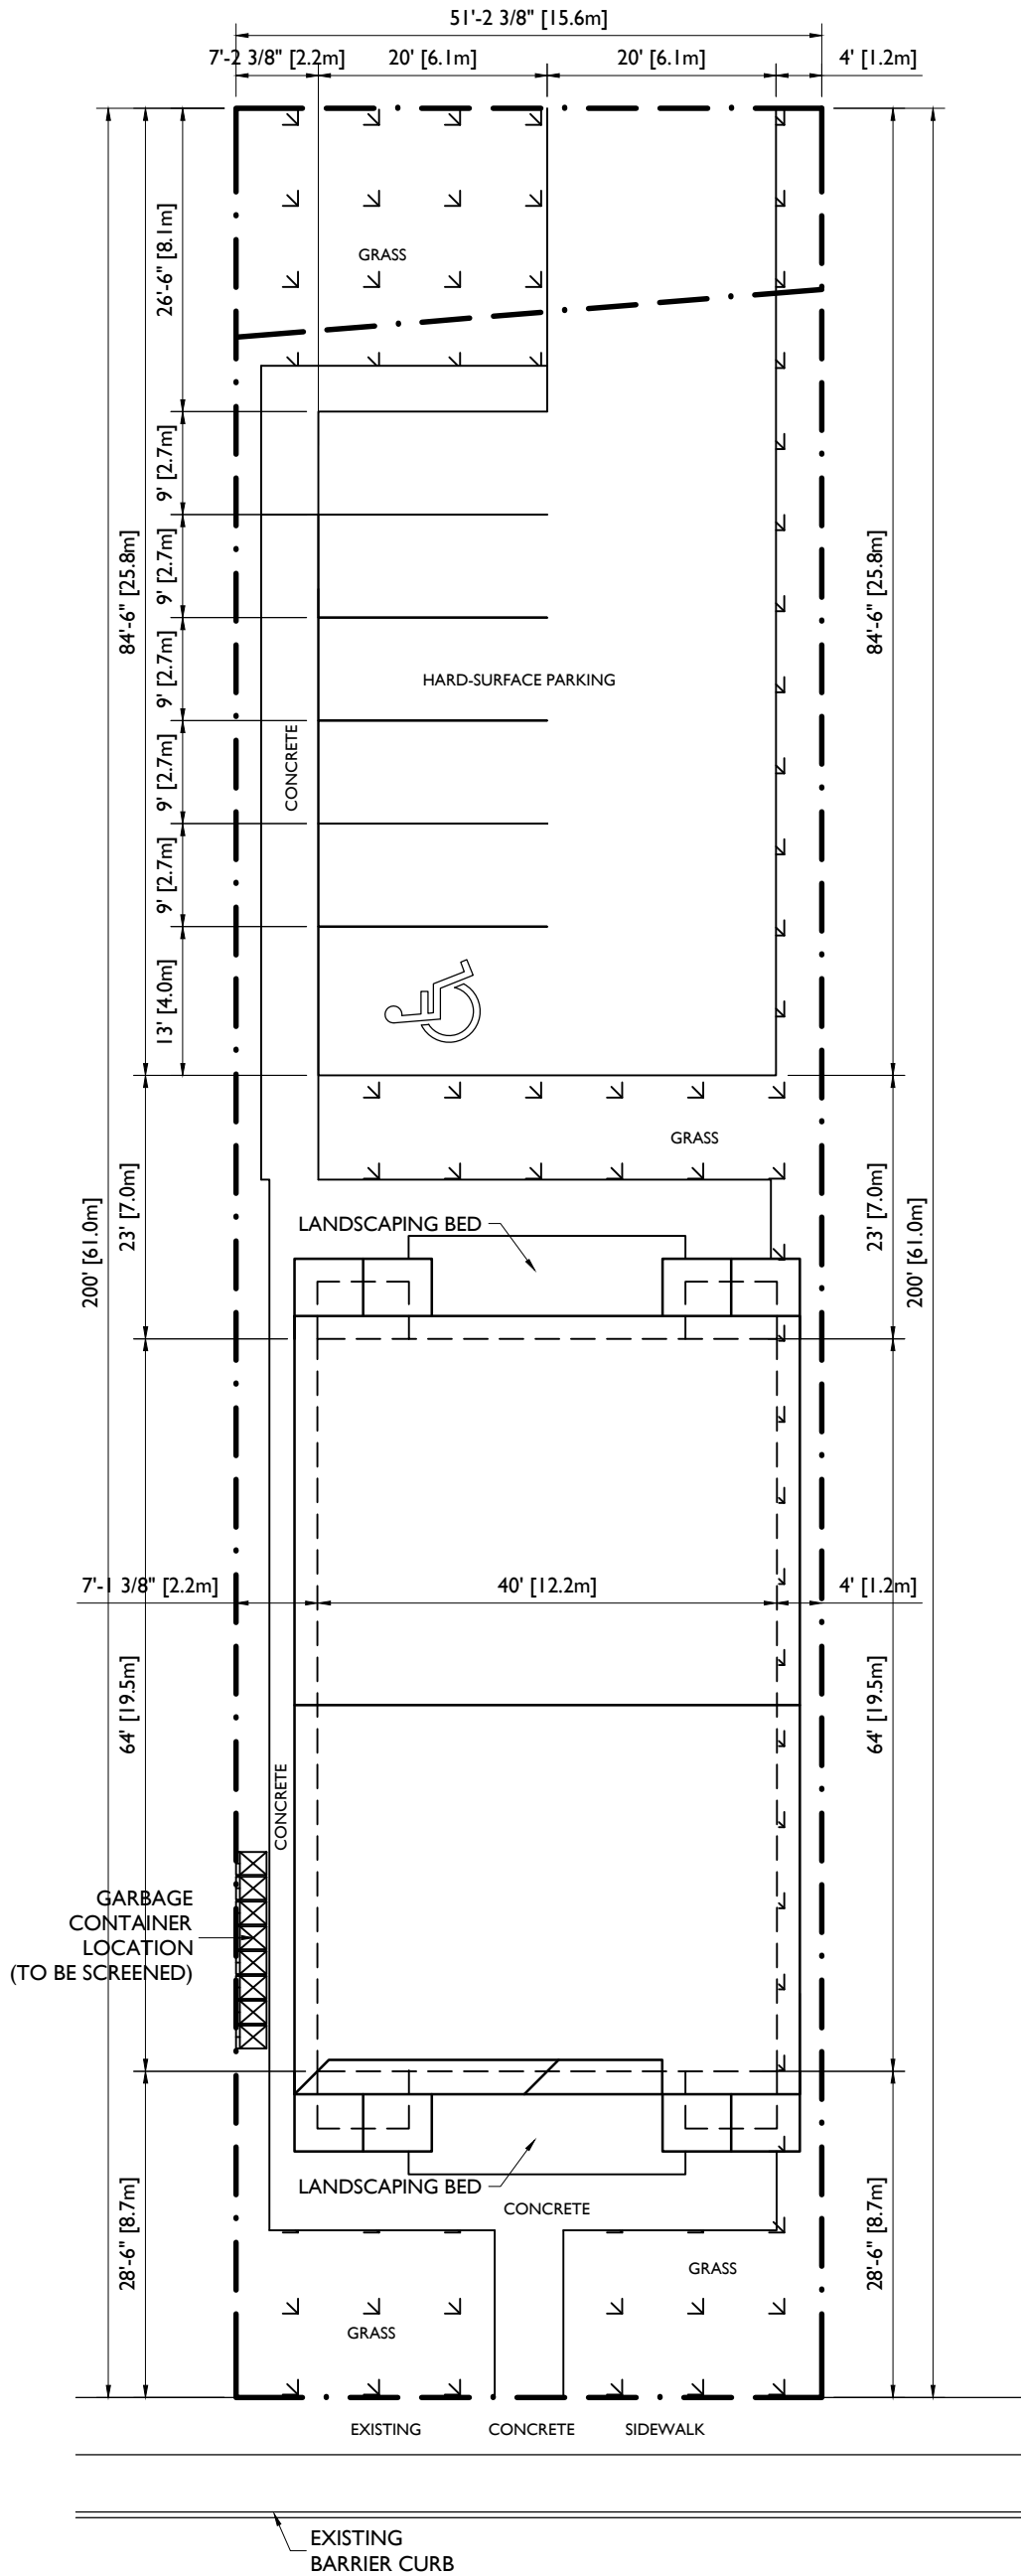 51'-2 3/8" [15.6m]
7'-2 3/8" [2.2m]
20' [6.1m]
20' [6.1m]
4' [1.2m]
26'-6" [8.1m]
GRASS
9' [2.7m]
84'-6" [25.8m]
84'-6" [25.8m]
9' [2.7m]
9' [2.7m]
HARD-SURFACE PARKING
9' [2.7m]
CONCRETE
9' [2.7m]
13' [4.0m]
GRASS
200' [61.0m]
23' [7.0m]
23' [7.0m]
200' [61.0m]
LANDSCAPING BED
7'-1 3/8" [2.2m]
40' [12.2m]
4' [1.2m]
64' [19.5m]
64' [19.5m]
CONCRETE
GARBAGE
CONTAINER
LOCATION
(TO BE SCREENED)
LANDSCAPING BED
CONCRETE
28'-6" [8.7m]
28'-6" [8.7m]
GRASS
GRASS
EXISTING CONCRETE SIDEWALK
EXISTING
BARRIER CURB